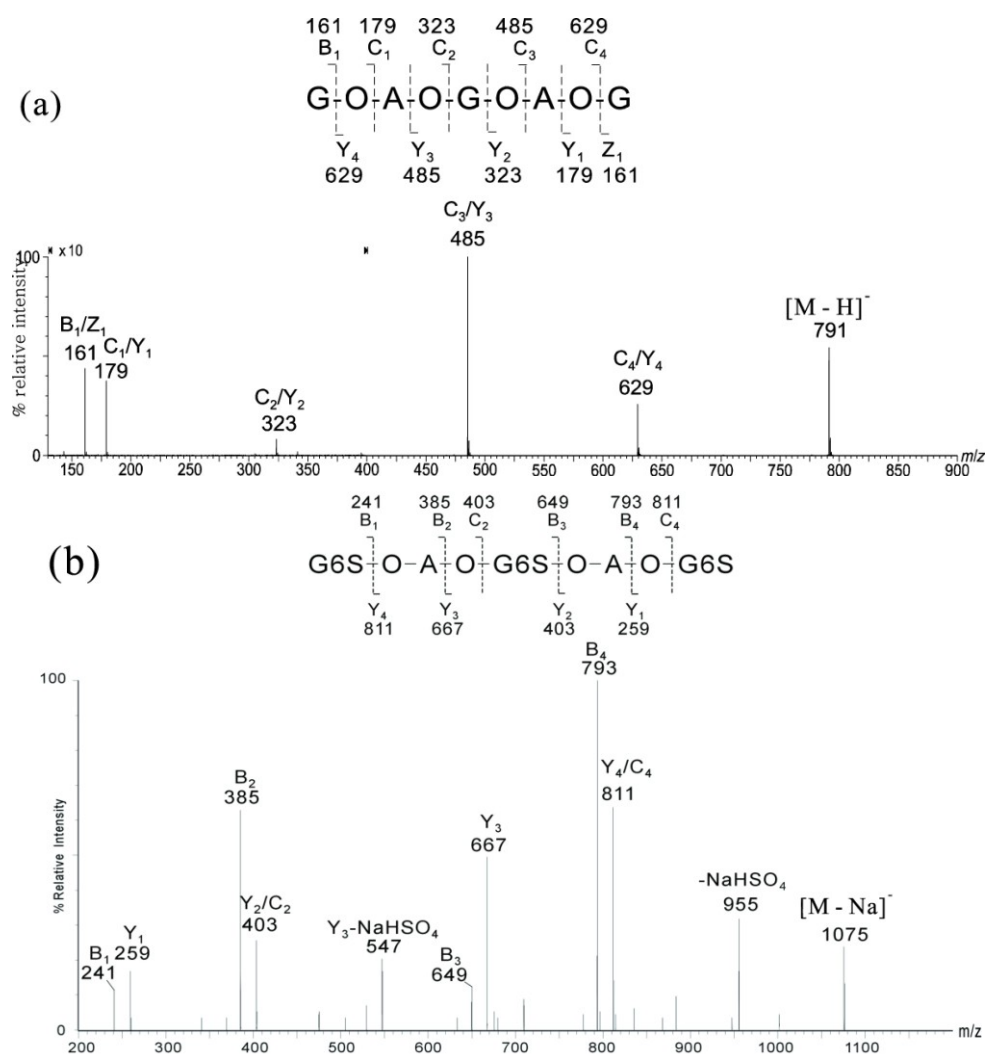 161 179 323 485 629
B₁ C₁ C₂ C₃ C₄
(a)
G-O-A-O-G-O-A-O-G
Y₄ Y₃ Y₂ Y₁ Z₁
629 485 323 179 161
C₃/Y₃
485
x10
100
[M - H]⁻
791
B₁/Z₁
161
C₁/Y₁
179
C₂/Y₂
323
C₄/Y₄
629
% relative intensity
0
150 200 250 300 350 400 450 500 550 600 650 700 750 800 850 900 m/z
241 385 403 649 793 811
B₁ B₂ C₂ B₃ B₄ C₄
(b)
G6S-O-A-O-G6S-O-A-O-G6S
Y₄ Y₃ Y₂ Y₁
811 667 403 259
B₄
793
100
B₂
385
Y₄/C₄
811
Y₃
667
-NaHSO₄
955
[M - Na]⁻
1075
Y₂/C₂
403
Y₃-NaHSO₄
547
Y₁
259
B₁
241
B₃
649
% Relative Intensity
0
200 300 400 500 600 700 800 900 1000 m/z